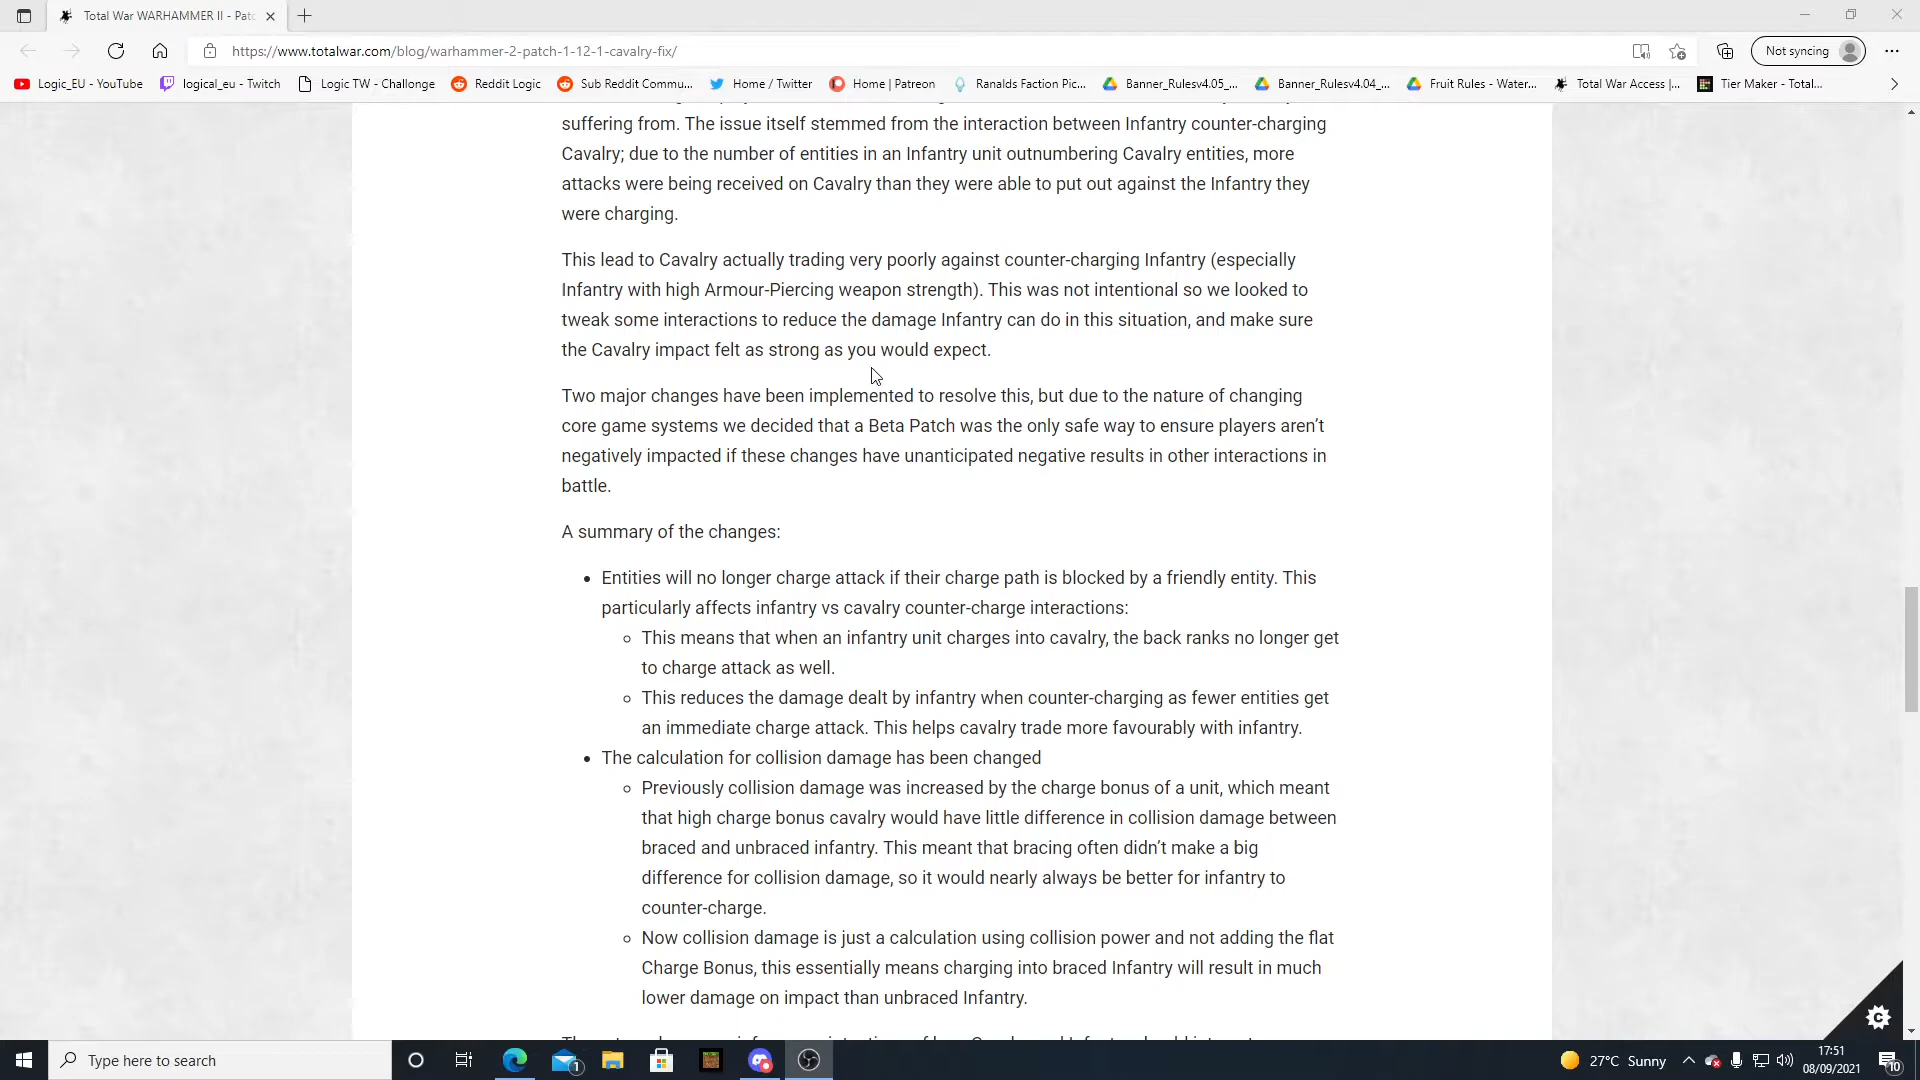 Total War WARHAMMER II - Patc
https://www.totalwar.com/blog/warhammer-2-patch-1-12-1-cavalry-fix/
Not syncing
Logic_EU - YouTube
logical_eu - Twitch
Logic TW - Challonge
Reddit Logic
Sub Reddit Commu...
Home / Twitter
Home | Patreon
Ranalds Faction Pic...
Banner_Rulesv4.05_...
Banner_Rulesv4.04_...
Fruit Rules - Water...
Total War Access |...
Tier Maker - Total...
suffering from. The issue itself stemmed from the interaction between Infantry counter-charging
Cavalry; due to the number of entities in an Infantry unit outnumbering Cavalry entities, more
attacks were being received on Cavalry than they were able to put out against the Infantry they
were charging.
This lead to Cavalry actually trading very poorly against counter-charging Infantry (especially
Infantry with high Armour-Piercing weapon strength). This was not intentional so we looked to
tweak some interactions to reduce the damage Infantry can do in this situation, and make sure
the Cavalry impact felt as strong as you would expect.
Two major changes have been implemented to resolve this, but due to the nature of changing
core game systems we decided that a Beta Patch was the only safe way to ensure players aren't
negatively impacted if these changes have unanticipated negative results in other interactions in
battle.
A summary of the changes:
• Entities will no longer charge attack if their charge path is blocked by a friendly entity. This
particularly affects infantry vs cavalry counter-charge interactions:
◦ This means that when an infantry unit charges into cavalry, the back ranks no longer get
to charge attack as well.
◦ This reduces the damage dealt by infantry when counter-charging as fewer entities get
an immediate charge attack. This helps cavalry trade more favourably with infantry.
• The calculation for collision damage has been changed
◦ Previously collision damage was increased by the charge bonus of a unit, which meant
that high charge bonus cavalry would have little difference in collision damage between
braced and unbraced infantry. This meant that bracing often didn't make a big
difference for collision damage, so it would nearly always be better for infantry to
counter-charge.
◦ Now collision damage is just a calculation using collision power and not adding the flat
Charge Bonus, this essentially means charging into braced Infantry will result in much
lower damage on impact than unbraced Infantry.
Type here to search
1
27°C Sunny
17:51
08/09/2021
10